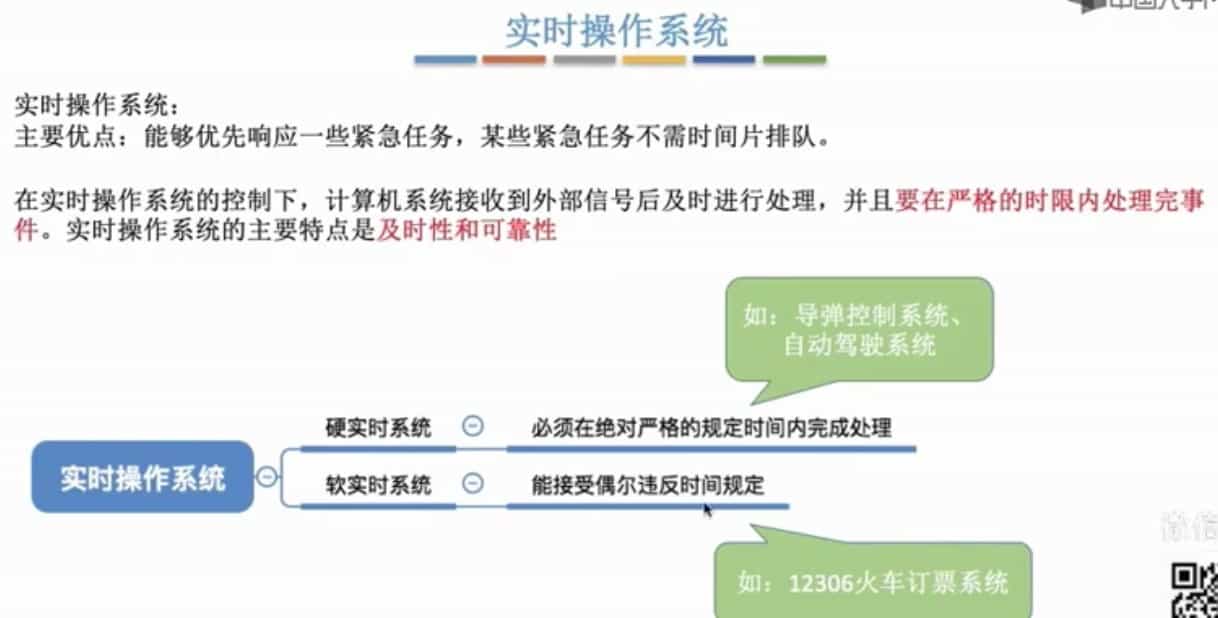 实时操作系统
实时操作系统：
主要优点：能够优先响应一些紧急任务，某些紧急任务不需时间片排队。
在实时操作系统的控制下，计算机系统接收到外部信号后及时进行处理，并且要在严格的时限内处理完事
件。实时操作系统的主要特点是及时性和可靠性
如：导弹控制系统、
自动驾驶系统
硬实时系统
必须在绝对严格的规定时间内完成处理
实时操作系统
软实时系统
能接受偶尔违反时间规定
如：12306火车订票系统
微信